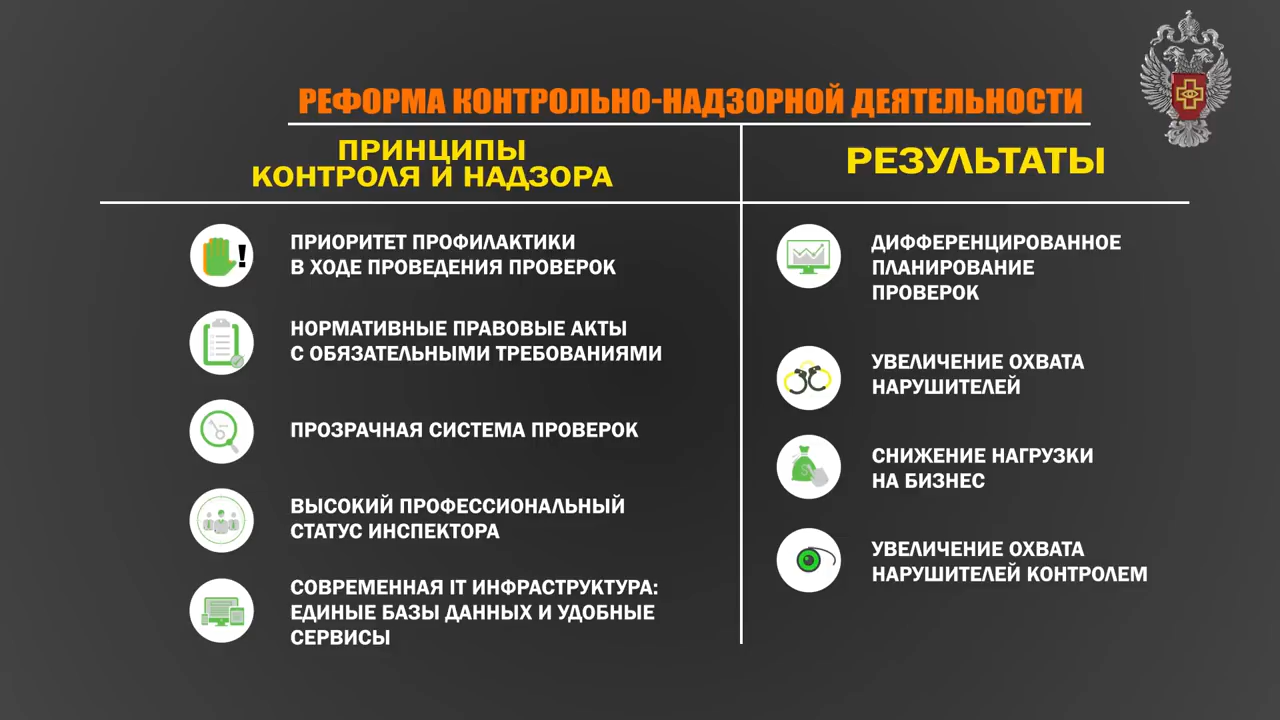 РЕФОРМА КОНТРОЛЬНО-НАДЗОРНОЙ ДЕЯТЕЛЬНОСТИ
ПРИНЦИПЫ
КОНТРОЛЯ И НАДЗОРА
ПРИОРИТЕТ ПРОФИЛАКТИКИ
В ХОДЕ ПРОВЕДЕНИЯ ПРОВЕРОК
НОРМАТИВНЫЕ ПРАВОВЫЕ АКТЫ
С ОБЯЗАТЕЛЬНЫМИ ТРЕБОВАНИЯМИ
ПРОЗРАЧНАЯ СИСТЕМА ПРОВЕРОК
ВЫСОКИЙ ПРОФЕССИОНАЛЬНЫЙ
СТАТУС ИНСПЕКТОРА
СОВРЕМЕННАЯ IT ИНФРАСТРУКТУРА:
ЕДИНЫЕ БАЗЫ ДАННЫХ И УДОБНЫЕ
СЕРВИСЫ
РЕЗУЛЬТАТЫ
ДИФФЕРЕНЦИРОВАННОЕ
ПЛАНИРОВАНИЕ
ПРОВЕРОК
УВЕЛИЧЕНИЕ ОХВАТА
НАРУШИТЕЛЕЙ
СНИЖЕНИЕ НАГРУЗКИ
НА БИЗНЕС
УВЕЛИЧЕНИЕ ОХВАТА
НАРУШИТЕЛЕЙ КОНТРОЛЕМ